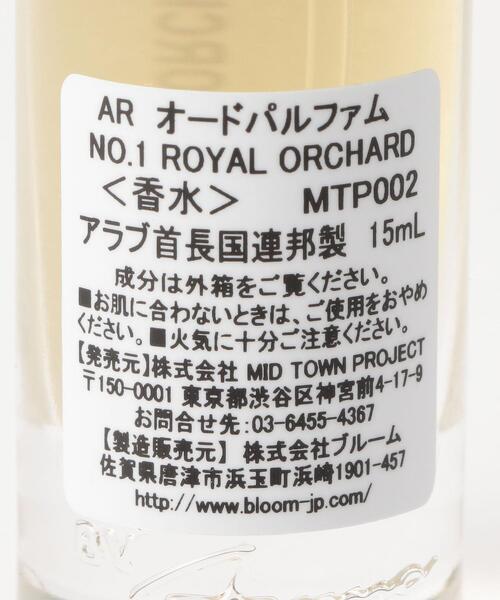 AR オードパルファム
NO.1 ROYAL ORCHARD
＜香水＞ MTP002
アラブ首長国連邦製 15mL
成分は外箱をご覧ください。
■お肌に合わないときは、ご使用をおやめ
ください。■火気に十分ご注意ください。
【発売元】株式会社 MID TOWN PROJECT
〒150-0001 東京都渋谷区神宮前4-17-9
お問合せ先：03-6455-4367
【製造販売元】 株式会社ブルーム
佐賀県唐津市浜玉町浜崎1901-457
http://www.bloom-jp.com/